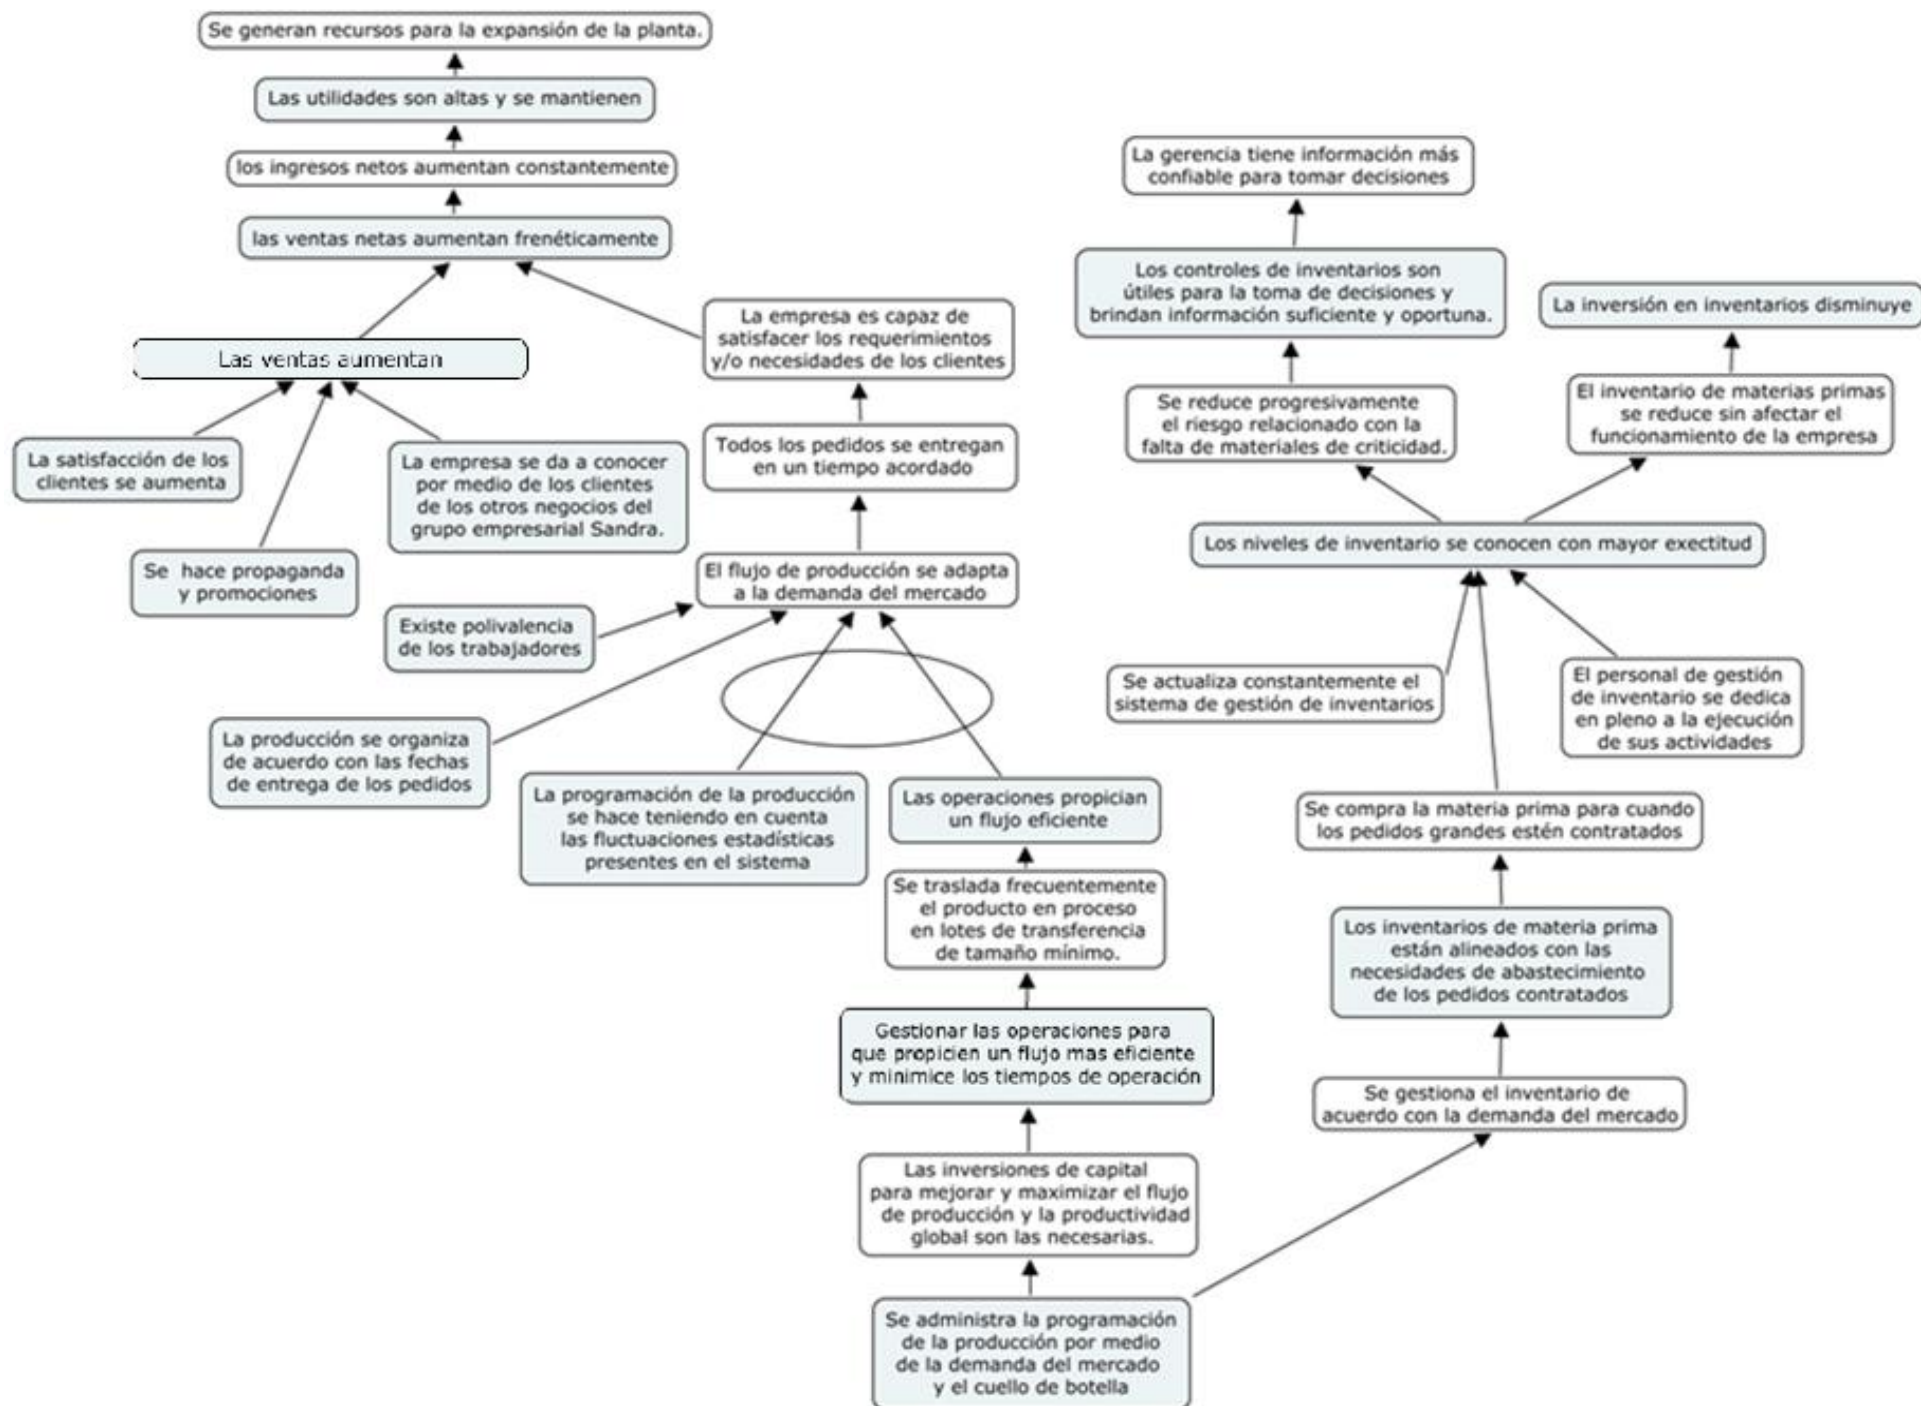 Se generan recursos para la expansión de la planta.
Las utilidades son altas y se mantienen
los ingresos netos aumentan constantemente
las ventas netas aumentan frenéticamente
Las ventas aumentan
La empresa es capaz de
satisfacer los requerimientos
y/o necesidades de los clientes
La satisfacción de los
clientes se aumenta
La empresa se da a conocer
por medio de los clientes
de los otros negocios del
grupo empresarial Sandra.
Se hace propaganda
y promociones
Todos los pedidos se entregan
en un tiempo acordado
El flujo de producción se adapta
a la demanda del mercado
Existe polivalencia
de los trabajadores
La producción se organiza
de acuerdo con las fechas
de entrega de los pedidos
La programación de la producción
se hace teniendo en cuenta
las fluctuaciones estadísticas
presentes en el sistema
Las operaciones propician
un flujo eficiente
Se traslada frecuentemente
el producto en proceso
en lotes de transferencia
de tamaño mínimo.
Gestionar las operaciones para
que propicien un flujo mas eficiente
y minimice los tiempos de operación
Las inversiones de capital
para mejorar y maximizar el flujo
de producción y la productividad
global son las necesarias.
Se administra la programación
de la producción por medio
de la demanda del mercado
y el cuello de botella
La gerencia tiene información más
confiable para tomar decisiones
Los controles de inventarios son
útiles para la toma de decisiones y
brindan información suficiente y oportuna.
La inversión en inventarios disminuye
Se reduce progresivamente
el riesgo relacionado con la
falta de materiales de criticidad.
El inventario de materias primas
se reduce sin afectar el
funcionamiento de la empresa
Los niveles de inventario se conocen con mayor exectitud
Se actualiza constantemente el
sistema de gestión de inventarios
El personal de gestión
de inventario se dedica
en pleno a la ejecución
de sus actividades
Se compra la materia prima para cuando
los pedidos grandes estén contratados
Los inventarios de materia prima
están alineados con las
necesidades de abastecimiento
de los pedidos contratados
Se gestiona el inventario de
acuerdo con la demanda del mercado